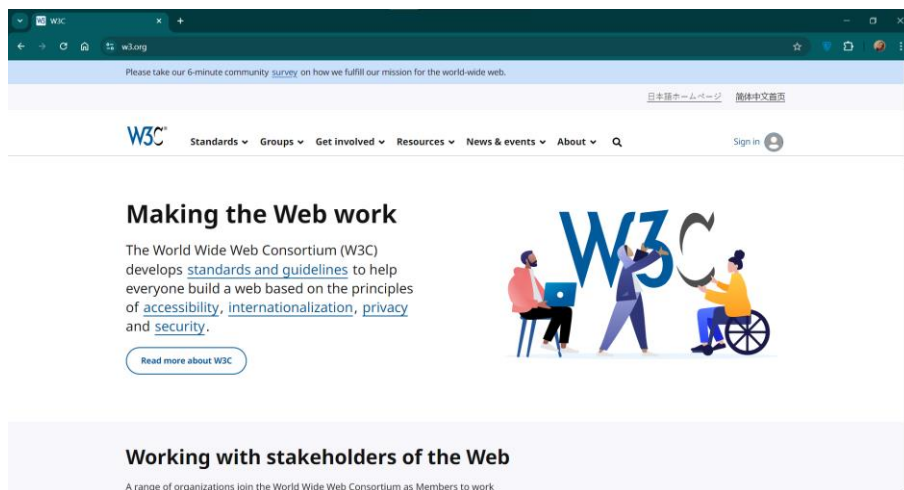 W3C
w3.org
Please take our 6-minute community survey on how we fulfill our mission for the world-wide web.
日本語ホームページ 简体中文首页
W3C Standards Groups Get involved Resources News & events About Sign in
Making the Web work
The World Wide Web Consortium (W3C)
develops standards and guidelines to help
everyone build a web based on the principles
of accessibility, internationalization, privacy
and security.
Read more about W3C
W3C
Working with stakeholders of the Web
A range of organizations join the World Wide Web Consortium as Members to work